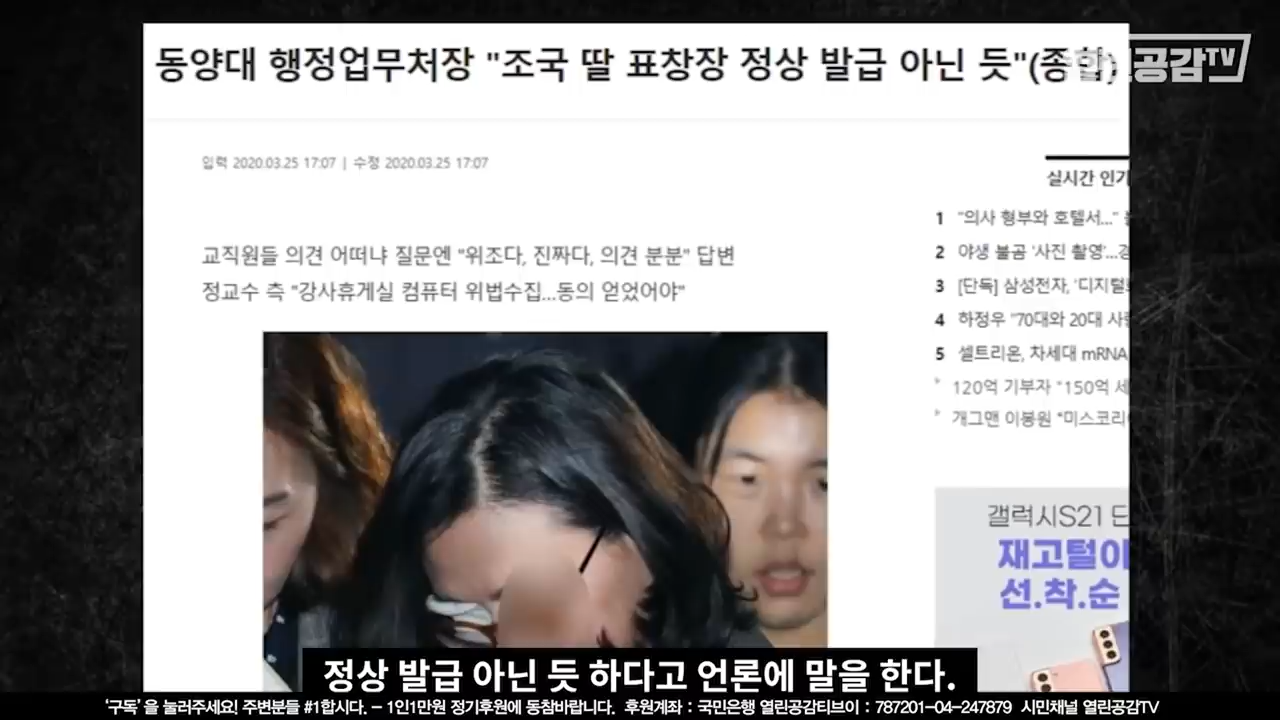 동양대 행정업무처장 "조국 딸 표창장 정상 발급 아닌 듯"(종합)
열린공감TV
입력 2020.03.25 17:07 | 수정 2020.03.25 17:07
실시간 인기
교직원들 의견 어떠냐 질문엔 "위조다, 진짜다, 의견 분분" 답변
정교수 측 "강사휴게실 컴퓨터 위법수집...동의 얻었어야"
1 "의사 형부와 호텔서..."
2 야생 불곰 '사진 촬영'...
3 [단독] 삼성전자, '디지털
4 하정우 "70대와 20대
5 셀트리온, 차세대 mRNA
120억 기부자 "150억
개그맨 이봉원 "미스코리
갤럭시S21
재고털이
선.착.순
정상 발급 아닌 듯 하다고 언론에 말을 한다.
'구독' 을 눌러주세요! 주변분들 #1합시다. – 1인1만원 정기후원에 동참바랍니다. 후원계좌 : 국민은행 열린공감티브이 : 787201-04-247879 시민채널 열린공감TV